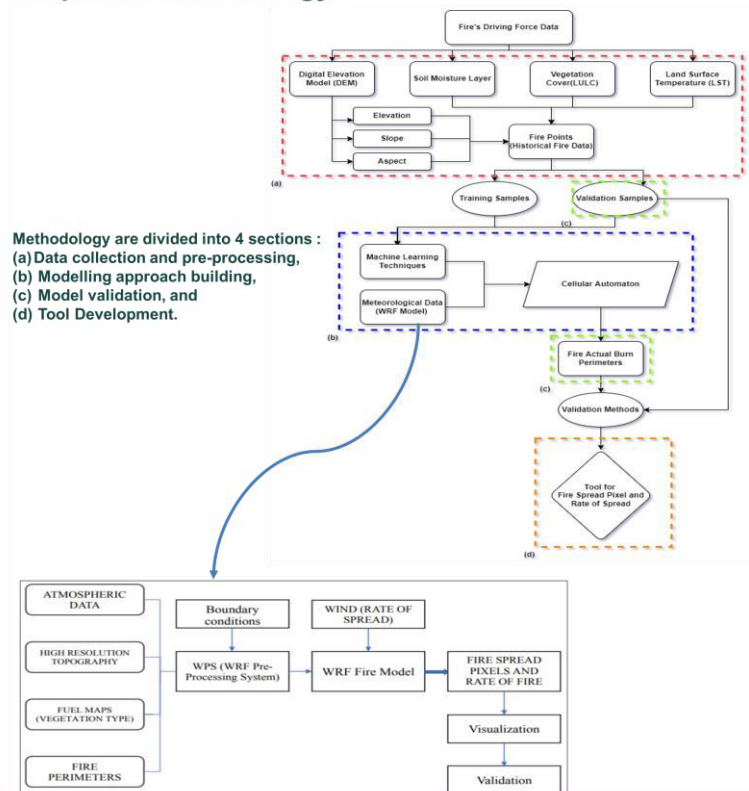 Fire's Driving Force Data
Digital Elevation
Model (DEM)
Soil Moisture Layer
Vegetation
Cover(LULC)
Land Surface
Temperature (LST)
Elevation
Slope
Aspect
Fire Points
(Historical Fire Data)
(a)
Training Samples
Validation Samples
(c)
Methodology are divided into 4 sections :
(a) Data collection and pre-processing,
(b) Modelling approach building,
(c) Model validation, and
(d) Tool Development.
Machine Learning
Techniques
Meteorological Data
(WRF Model)
Cellular Automaton
(b)
Fire Actual Burn
Perimeters
(c)
Validation Methods
Tool for
Fire Spread Pixel and
Rate of Spread
(d)
ATMOSPHERIC
DATA
HIGH RESOLUTION
TOPOGRAPHY
FUEL MAPS
(VEGETATION TYPE)
FIRE
PERIMETERS
Boundary
conditions
WIND (RATE OF
SPREAD)
WPS (WRF Pre-
Processing System)
WRF Fire Model
FIRE SPREAD
PIXELS AND
RATE OF FIRE
Visualization
Validation